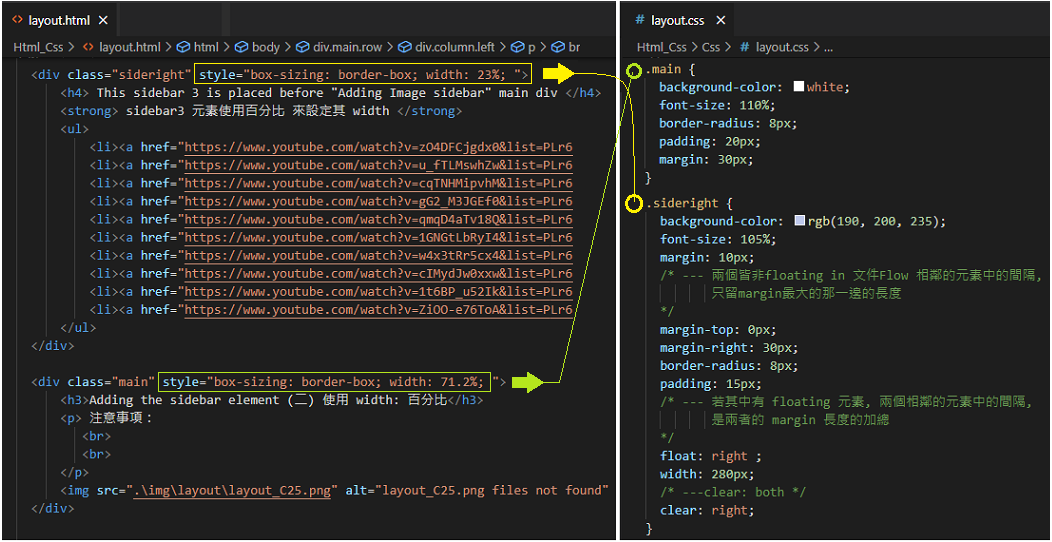 layout.html
Html_Css > layout.html > html > body > div.main.row > div.column.left > p > br
<div class="sideright" style="box-sizing: border-box; width: 23%; ">
<h4> This sidebar 3 is placed before "Adding Image sidebar" main div </h4>
<strong> sidebar3 元素使用百分比 來設定其 width </strong>
<ul>
<li><a href="https://www.youtube.com/watch?v=zO4DFCjgdx0&list=PLr6
<li><a href="https://www.youtube.com/watch?v=u_fTLMswhZw&list=PLr6
<li><a href="https://www.youtube.com/watch?v=cqTNHMipvhM&list=PLr6
<li><a href="https://www.youtube.com/watch?v=gG2_M3JGEf0&list=PLr6
<li><a href="https://www.youtube.com/watch?v=qmqD4aTv18Q&list=PLr6
<li><a href="https://www.youtube.com/watch?v=1GNGtLbRyI4&list=PLr6
<li><a href="https://www.youtube.com/watch?v=w4x3tRr5cx4&list=PLr6
<li><a href="https://www.youtube.com/watch?v=cIMydJw0xxw&list=PLr6
<li><a href="https://www.youtube.com/watch?v=1t6BP_u52Ik&list=PLr6
<li><a href="https://www.youtube.com/watch?v=ZiOO-e76ToA&list=PLr6
</ul>
</div>
<div class="main" style="box-sizing: border-box; width: 71.2%; ">
<h3>Adding the sidebar element (二) 使用 width: 百分比</h3>
<p> 注意事項：
<br>
<br>
</p>
<img src=".\img\layout\layout_C25.png" alt="layout_C25.png files not found"
</div>
layout.css
Html_Css > Css > layout.css > ...
.main {
background-color: white;
font-size: 110%;
border-radius: 8px;
padding: 20px;
margin: 30px;
}
.sideright {
background-color: rgb(190, 200, 235);
font-size: 105%;
margin: 10px;
/* --- 兩個皆非floating in 文件Flow 相鄰的元素中的間隔,
只留margin最大的那一邊的長度
*/
margin-top: 0px;
margin-right: 30px;
border-radius: 8px;
padding: 15px;
/* --- 若其中有 floating 元素, 兩個相鄰的元素中的間隔,
是兩者的 margin 長度的加總
*/
float: right ;
width: 280px;
/* ---clear: both */
clear: right;
}